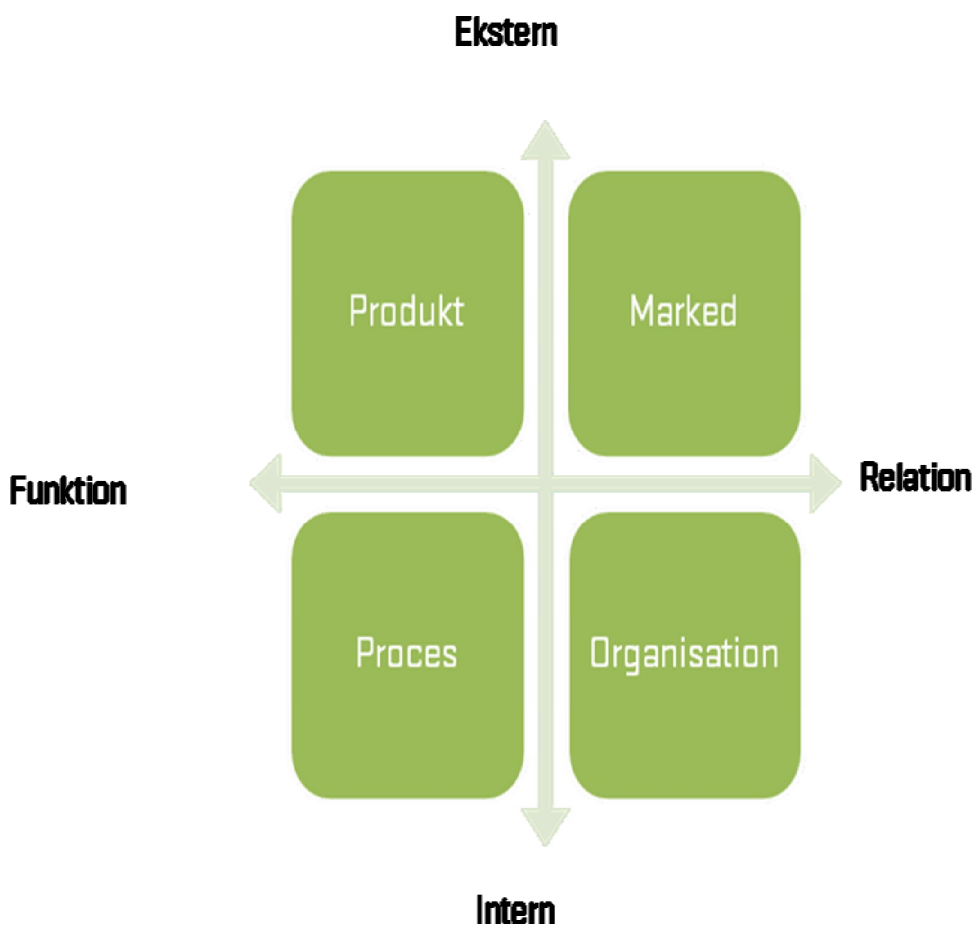 Ekstern
Produkt
Marked
Funktion
Relation
Proces
Organisation
Intern